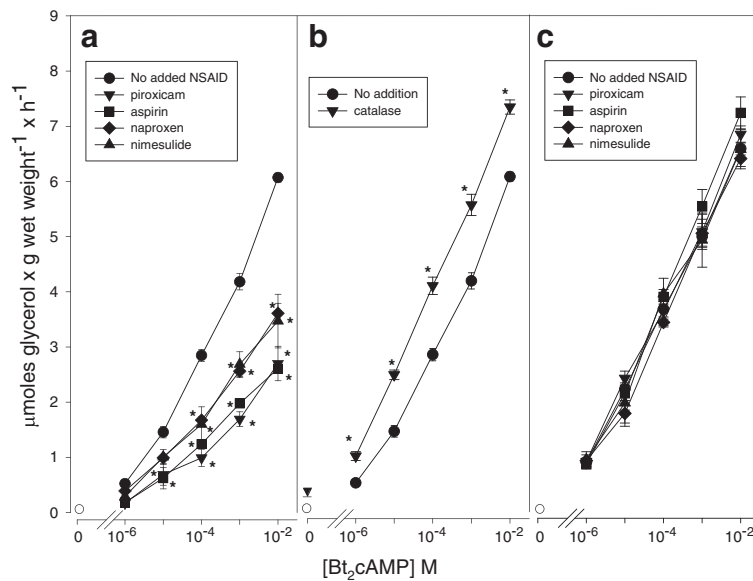 a
No added NSAID
piroxicam
aspirin
naproxen
nimesulide
b
No addition
catalase
c
No added NSAID
piroxicam
aspirin
naproxen
nimesulide
µmoles glycerol x g wet weight⁻¹ x h⁻¹
9
8
7
6
5
4
3
2
1
0
* * * * * * * * * * * * * *
* * * * *
0 10⁻⁶ 10⁻⁴ 10⁻²
0 10⁻⁶ 10⁻⁴ 10⁻²
0 10⁻⁶ 10⁻⁴ 10⁻²
[Bt₂cAMP] M